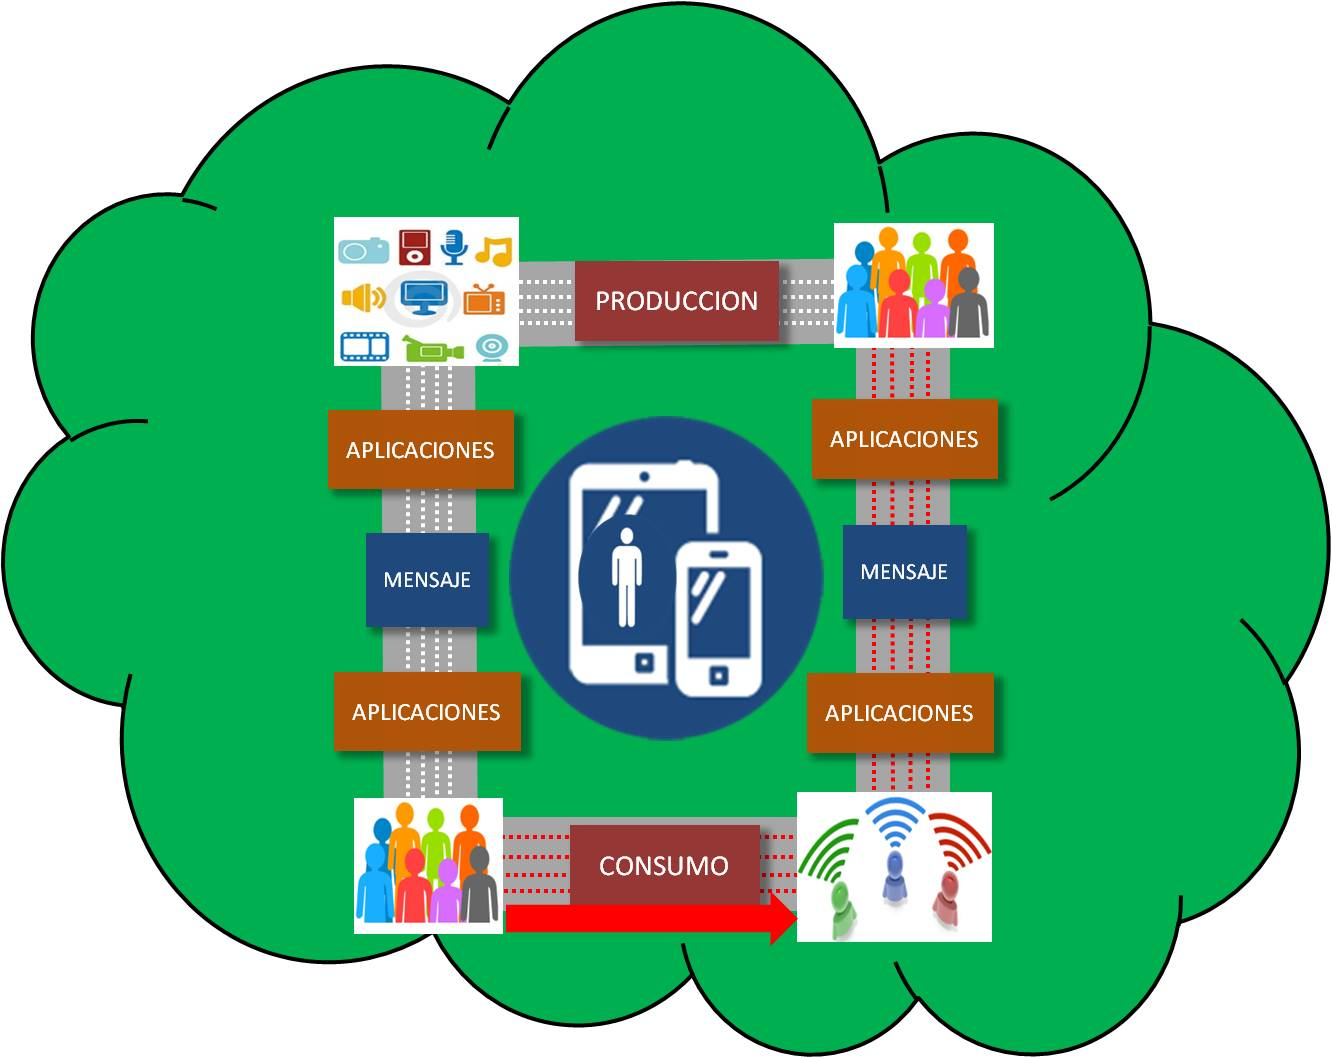 PRODUCCION
APLICACIONES
APLICACIONES
MENSAJE
MENSAJE
APLICACIONES
APLICACIONES
CONSUMO